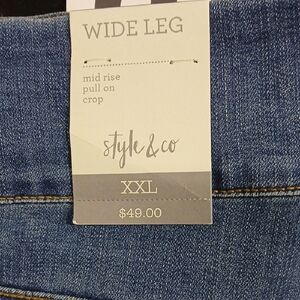 WIDE LEG
mid rise
pull on
crop
style & co
XXL
$49.00